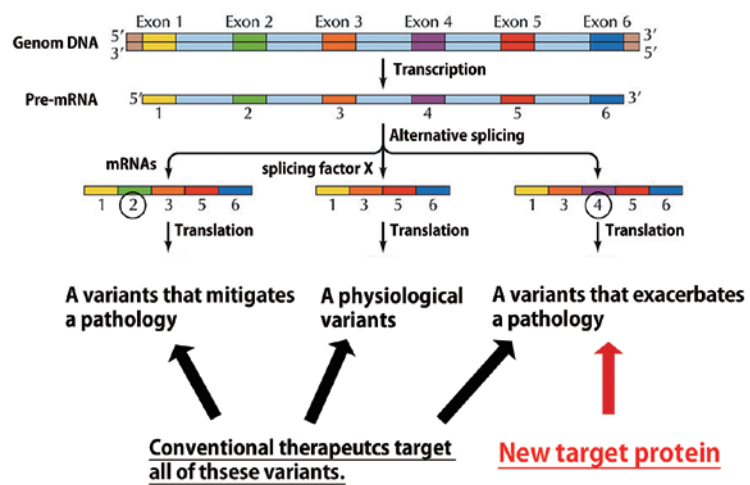 Exon 1 Exon 2 Exon 3 Exon 4 Exon 5 Exon 6
Genom DNA 5′ 3′
3′ 5′
Transcription
Pre-mRNA 5′ 3′
1 2 3 4 5 6
Alternative splicing
mRNAs splicing factor X
1 2 3 5 6 1 3 5 6 1 3 4 5 6
Translation Translation Translation
A variants that mitigates
a pathology
A physiological
variants
A variants that exacerbates
a pathology
Conventional therapeutcs target
all of thsese variants.
New target protein